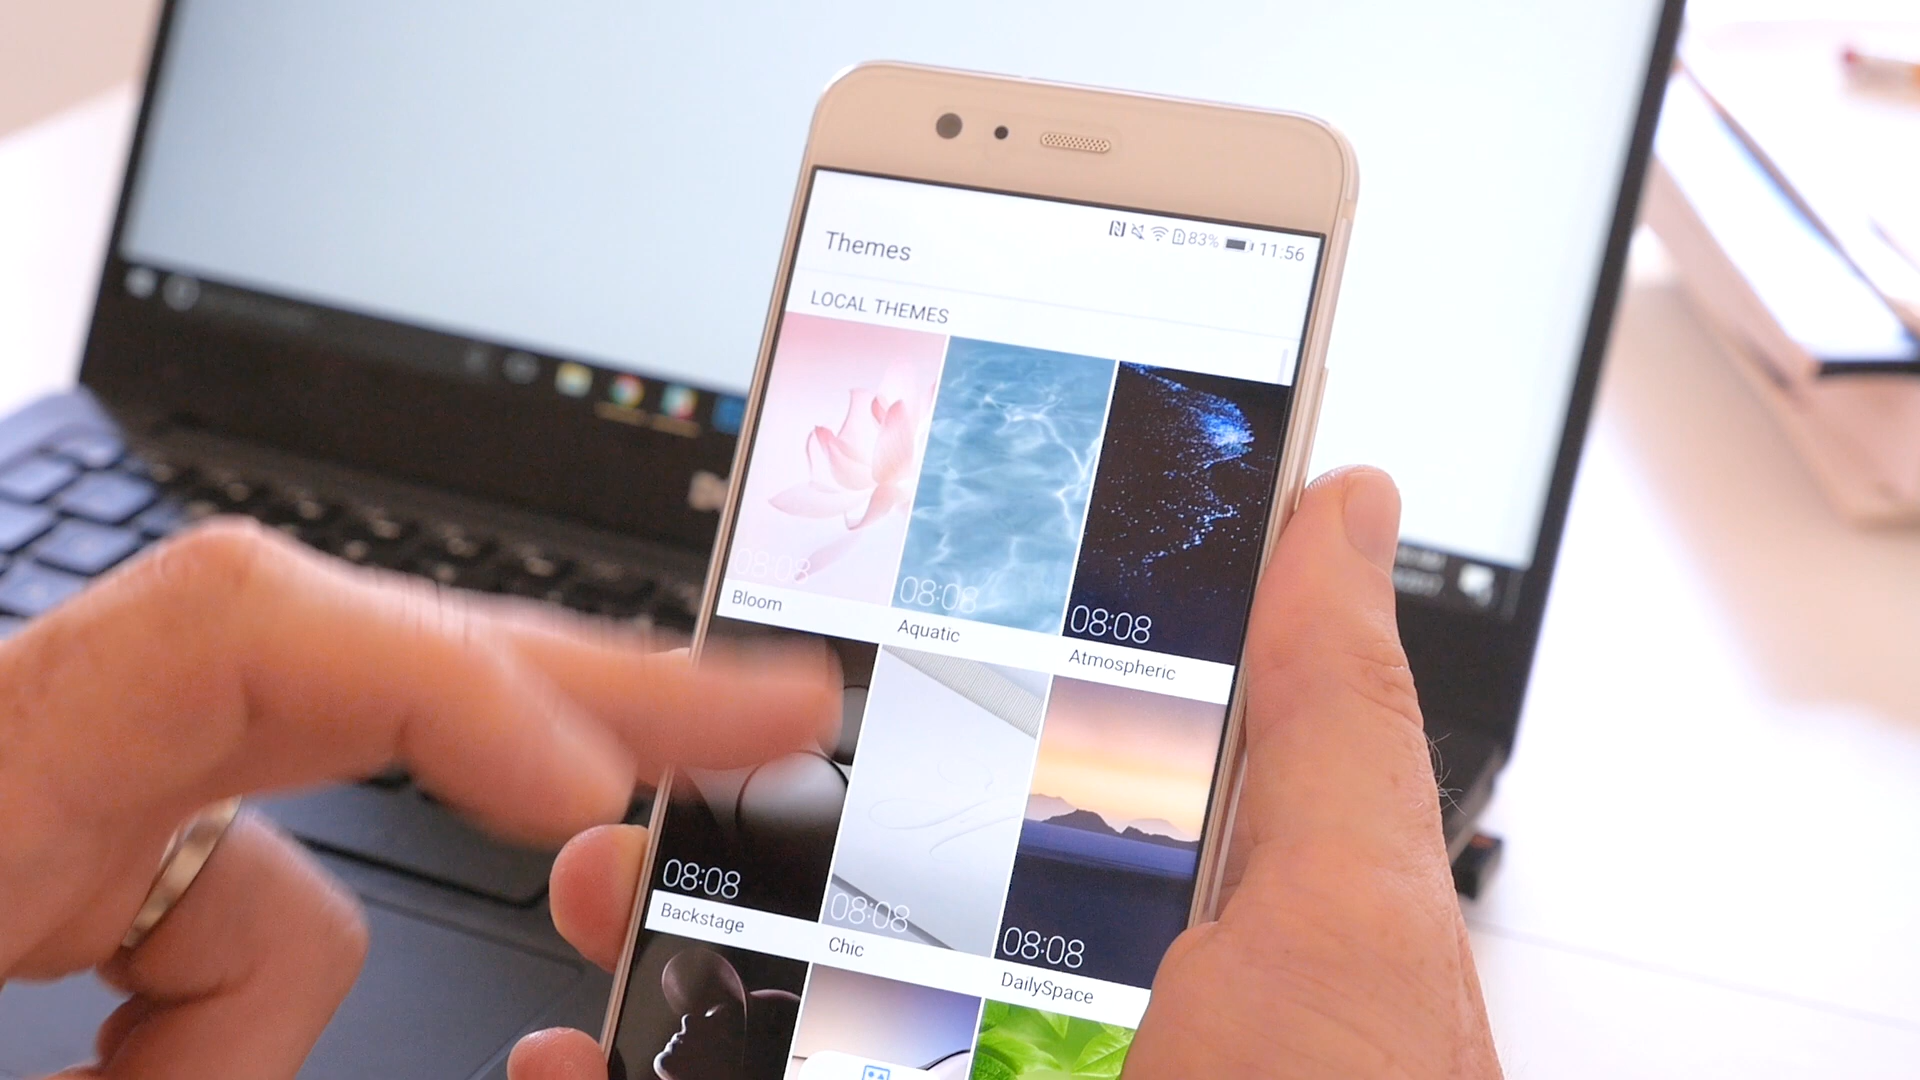 83% 11:56
Themes
LOCAL THEMES
08:08 08:08 08:08
Bloom Aquatic Atmospheric
08:08 08:08 08:08
Backstage Chic DailySpace